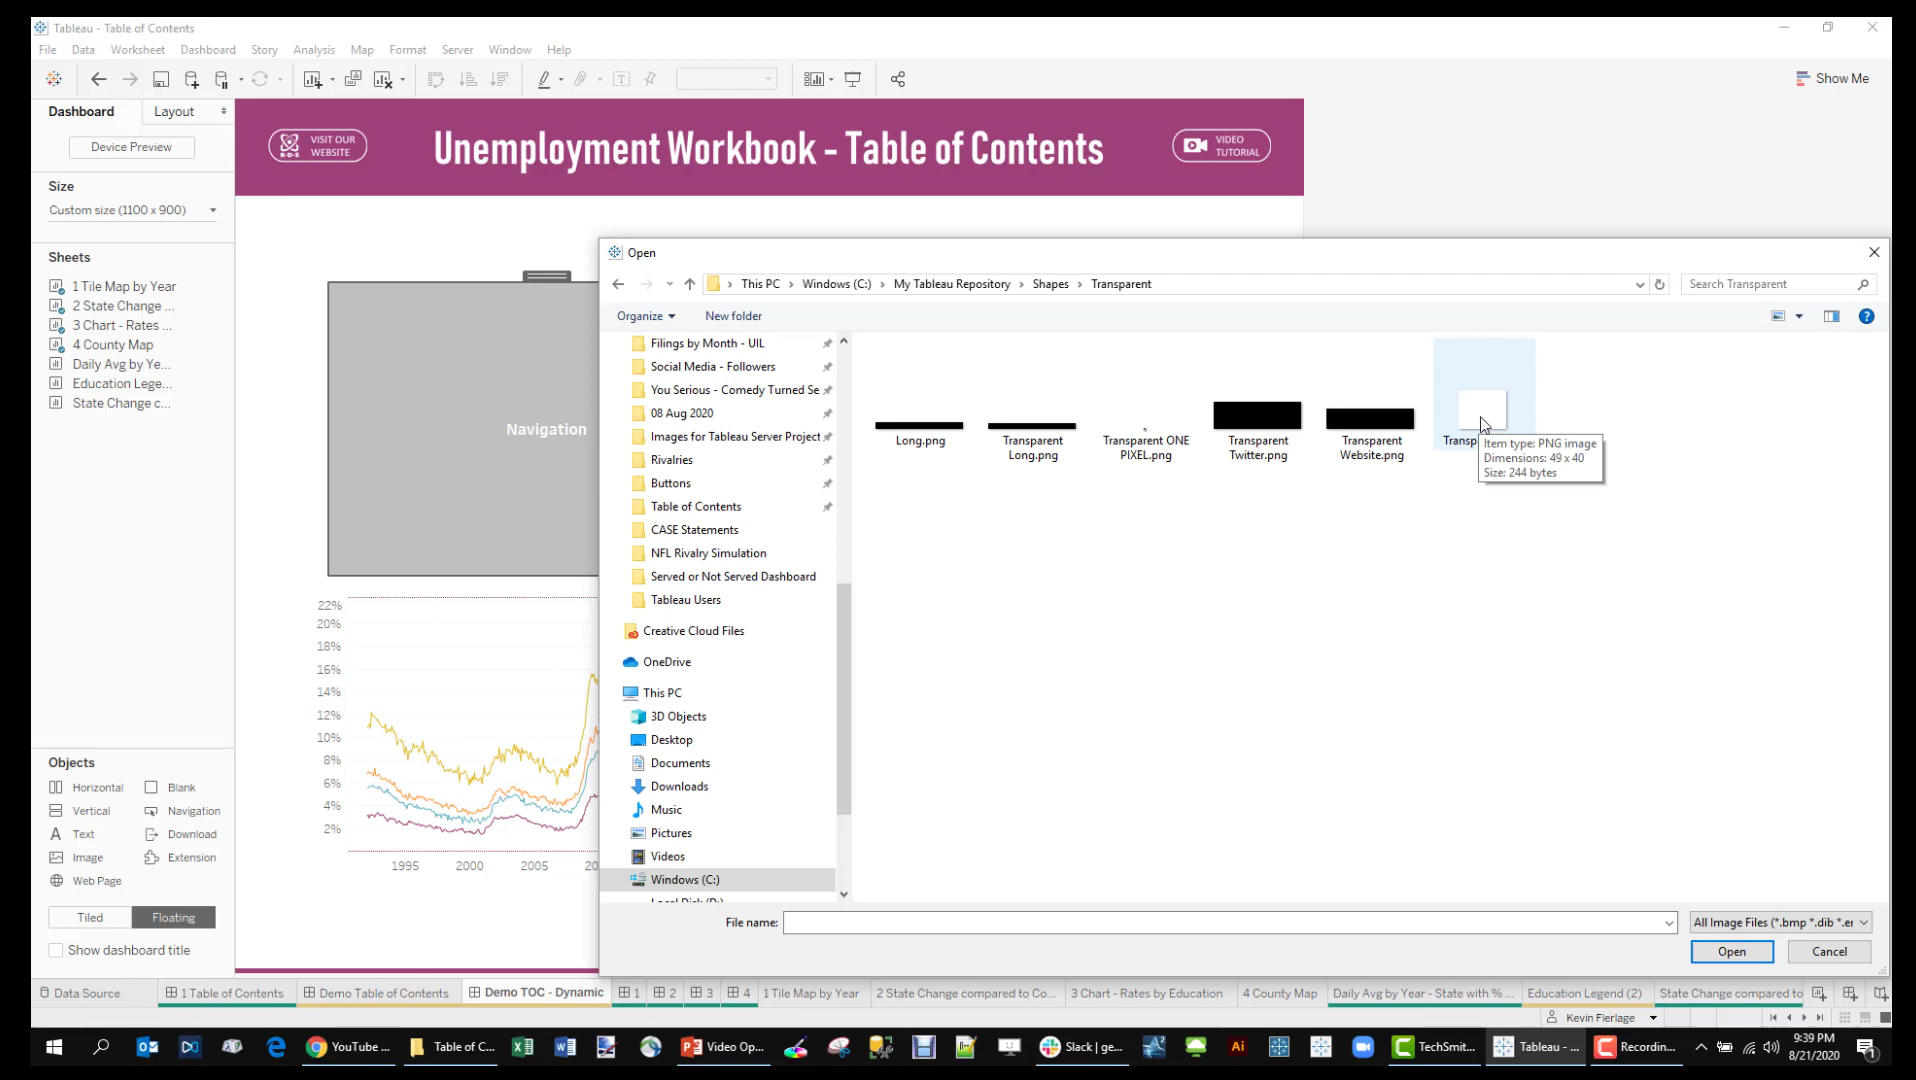 Tableau - Table of Contents
File Data Worksheet Dashboard Story Analysis Map Format Server Window Help
Show Me
Dashboard Layout
Device Preview
Size
Custom size (1100 x 900)
Sheets
1 Tile Map by Year
2 State Change ...
3 Chart - Rates ...
4 County Map
Daily Avg by Ye...
Education Lege...
State Change c...
Objects
Horizontal Blank
Vertical Navigation
Text Download
Image Extension
Web Page
Tiled Floating
Show dashboard title
R·D·S
VISIT OUR
WEBSITE
Unemployment Workbook - Table of Contents
VIDEO
TUTORIAL
Navigation
22%
20%
18%
16%
14%
12%
10%
8%
6%
4%
2%
1995 2000 2005
Open
This PC > Windows (C:) > My Tableau Repository > Shapes > Transparent
Search Transparent
Organize New folder
Filings by Month - UIL
Social Media - Followers
You Serious - Comedy Turned Se
08 Aug 2020
Images for Tableau Server Project
Rivalries
Buttons
Table of Contents
CASE Statements
NFL Rivalry Simulation
Served or Not Served Dashboard
Tableau Users
Creative Cloud Files
OneDrive
This PC
3D Objects
Desktop
Documents
Downloads
Music
Pictures
Videos
Windows (C:)
Local Disk (D:)
Long.png
Transparent
Long.png
Transparent ONE
PIXEL.png
Transparent
Twitter.png
Transparent
Website.png
Transp
Item type: PNG image
Dimensions: 49 x 40
Size: 244 bytes
File name:
All Image Files (*.bmp *.dib *.er
Open Cancel
Data Source 1 Table of Contents Demo Table of Contents Demo TOC - Dynamic 1 2 3 4 1 Tile Map by Year 2 State Change compared to Co... 3 Chart - Rates by Education 4 County Map Daily Avg by Year - State with % ... Education Legend (2) State Change compared to
Kevin Flerlage
YouTube ... Table of C... Video Op... Slack | ge... Ai TechSmit... Tableau - ... Recordin...
9:39 PM
8/21/2020
1